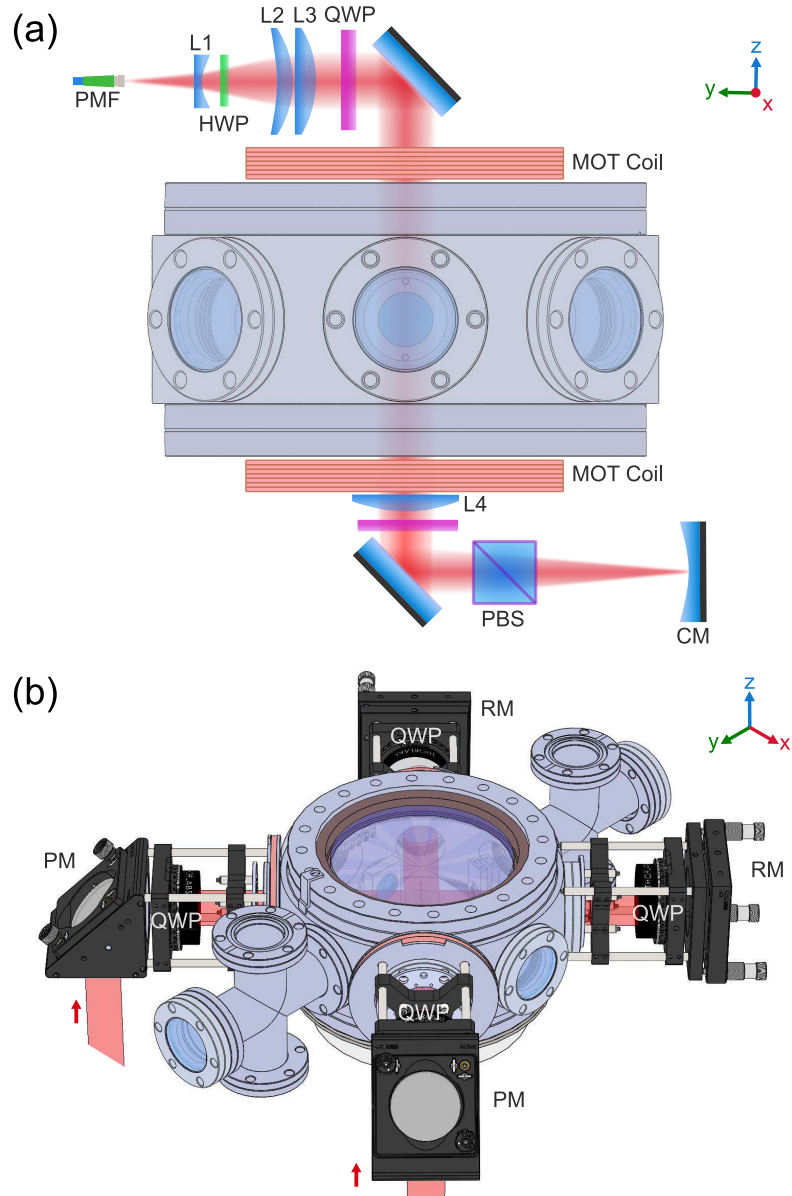 (a)
L2 L3 QWP
L1
PMF
HWP
z
y
x
MOT Coil
MOT Coil
L4
PBS
CM
(b)
RM
QWP
z
y
x
PM
QWP
RM
QWP
QWP
PM